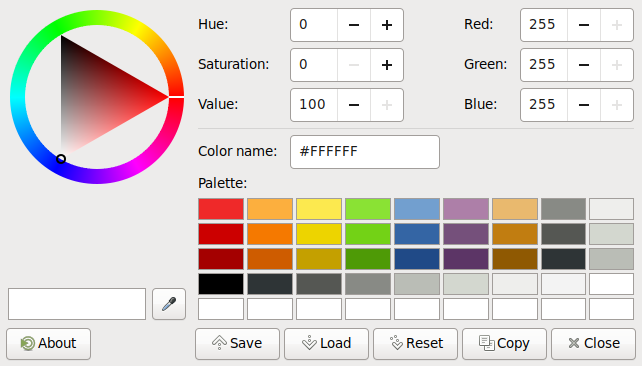 Hue: 0 Red: 255
Saturation: 0 Green: 255
Value: 100 Blue: 255
Color name: #FFFFFF
Palette:
About Save Load Reset Copy Close